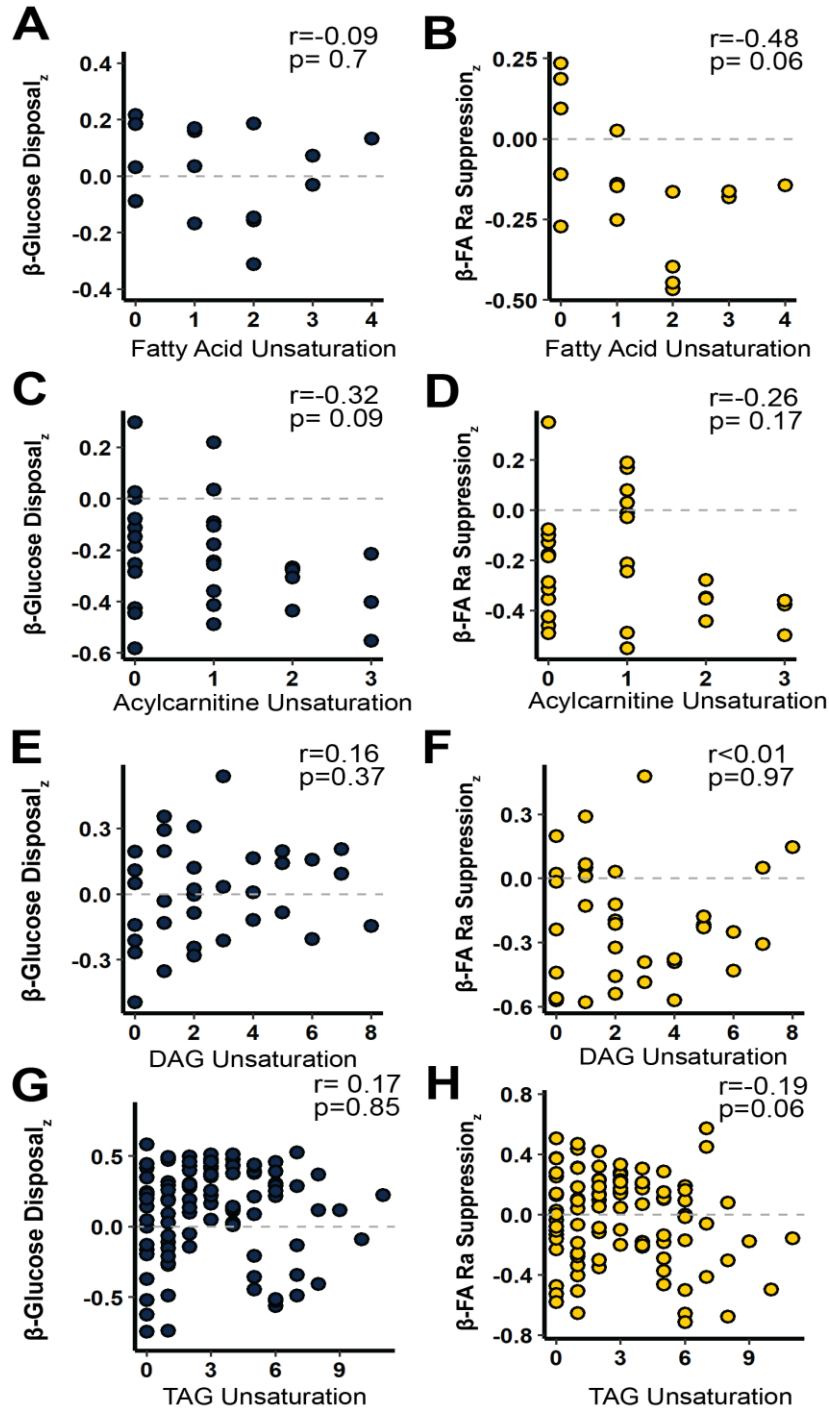 A
r=-0.09
p= 0.7
β-Glucose Disposalz
0.4
0.2
0.0
-0.2
-0.4
0 1 2 3 4
Fatty Acid Unsaturation
B
r=-0.48
p= 0.06
β-FA Ra Suppressionz
0.25
0.00
-0.25
-0.50
0 1 2 3 4
Fatty Acid Unsaturation
C
r=-0.32
p= 0.09
β-Glucose Disposalz
0.2
0.0
-0.2
-0.4
-0.6
0 1 2 3
Acylcarnitine Unsaturation
D
r=-0.26
p= 0.17
β-FA Ra Suppressionz
0.2
0.0
-0.2
-0.4
0 1 2 3
Acylcarnitine Unsaturation
E
r=0.16
p=0.37
β-Glucose Disposalz
0.3
0.0
-0.3
0 2 4 6 8
DAG Unsaturation
F
r<0.01
p=0.97
β-FA Ra Suppressionz
0.3
0.0
-0.3
-0.6
0 2 4 6 8
DAG Unsaturation
G
r= 0.17
p=0.85
β-Glucose Disposalz
0.5
0.0
-0.5
0 3 6 9
TAG Unsaturation
H
r=-0.19
p=0.06
β-FA Ra Suppressionz
0.8
0.4
0.0
-0.4
-0.8
0 3 6 9
TAG Unsaturation